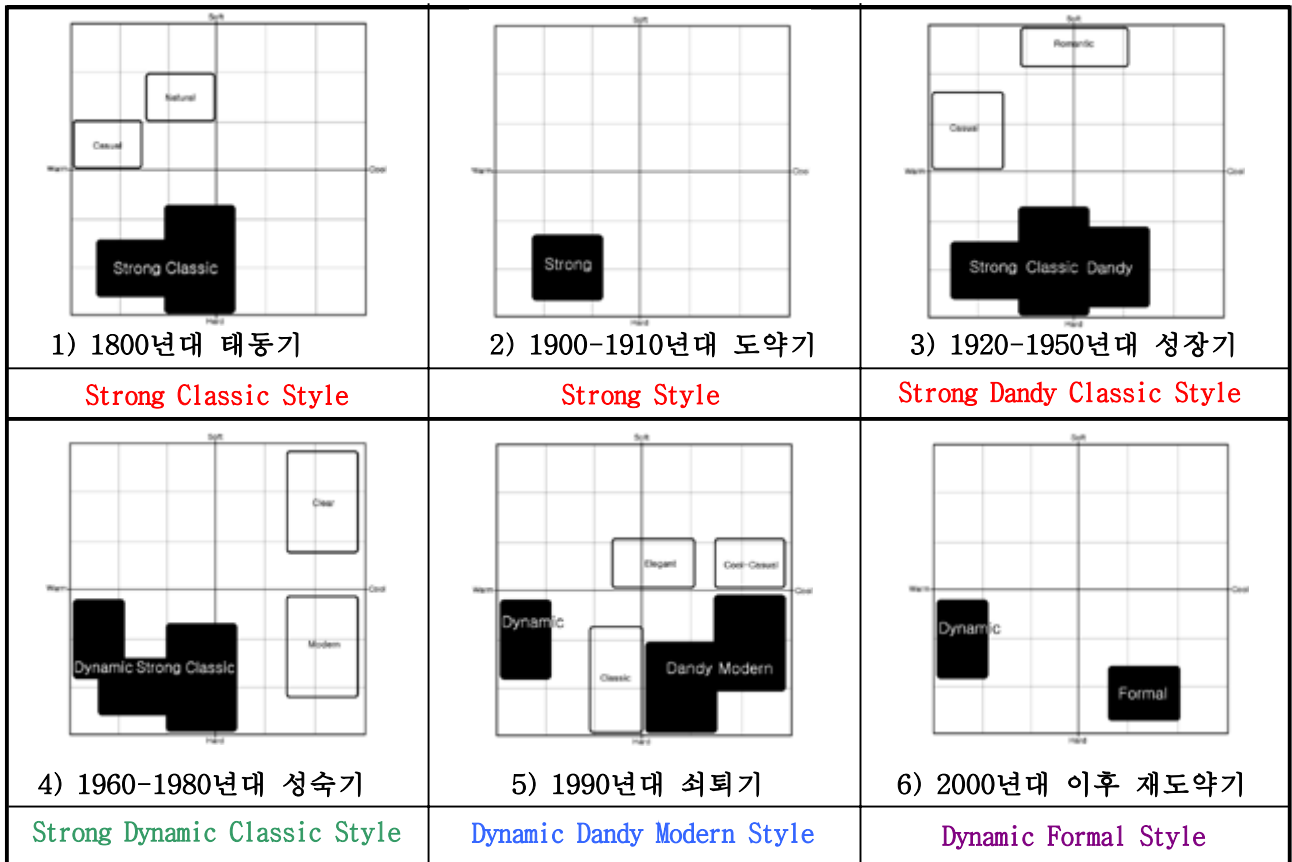 Soft
Natural
Casual
Warm
Cool
Strong Classic
Hard
1) 1800년대 태동기
Strong Classic Style
Soft
Warm
Coo
Strong
Hard
2) 1900-1910년대 도약기
Strong Style
Soft
Romantic
Casual
Warm
Cool
Strong Classic Dandy
Hard
3) 1920-1950년대 성장기
Strong Dandy Classic Style
Soft
Clear
Warm
Cool
Modern
Dynamic Strong Classic
Hard
4) 1960-1980년대 성숙기
Strong Dynamic Classic Style
Soft
Elegant
Cool-Casual
Warm
Cool
Dynamic
Dandy Modern
Classic
Hard
5) 1990년대 쇠퇴기
Dynamic Dandy Modern Style
Soft
Warm
Cool
Dynamic
Formal
Hard
6) 2000년대 이후 재도약기
Dynamic Formal Style